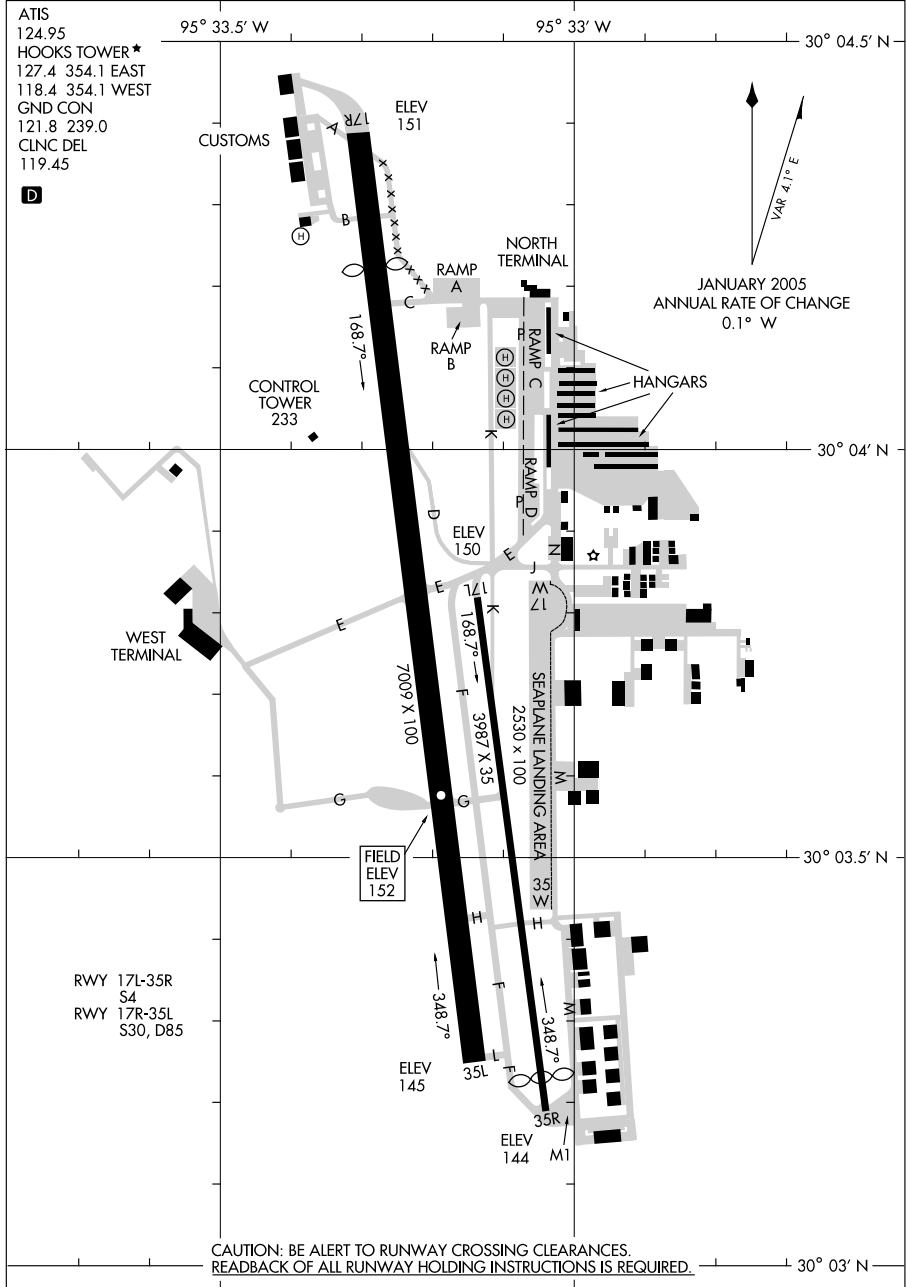 ATIS
124.95
HOOKS TOWER★
127.4 354.1 EAST
118.4 354.1 WEST
GND CON
121.8 239.0
CLNC DEL
119.45
D
95° 33.5' W
95° 33' W
30° 04.5' N
VAR 4.1° E
JANUARY 2005
ANNUAL RATE OF CHANGE
0.1° W
CUSTOMS
A
17R
ELEV
151
B
H
C
RAMP
A
RAMP
B
NORTH
TERMINAL
P
RAMP C
H
H
H
H
HANGARS
168.7°
CONTROL
TOWER
233
K
30° 04' N
RAMP D
P
D
ELEV
150
E
N
J
E
17L
K
17
W
E
WEST
TERMINAL
168.7°
7009 X 100
F
3987 X 35
2530 x 100
SEAPLANE LANDING AREA
M
G
G
FIELD
ELEV
152
30° 03.5' N
35
W
H
H
RWY 17L-35R
S4
RWY 17R-35L
S30, D85
348.7°
F
348.7°
M
L
F
ELEV
145
35L
35R
ELEV
144
M1
CAUTION: BE ALERT TO RUNWAY CROSSING CLEARANCES.
READBACK OF ALL RUNWAY HOLDING INSTRUCTIONS IS REQUIRED.
30° 03' N